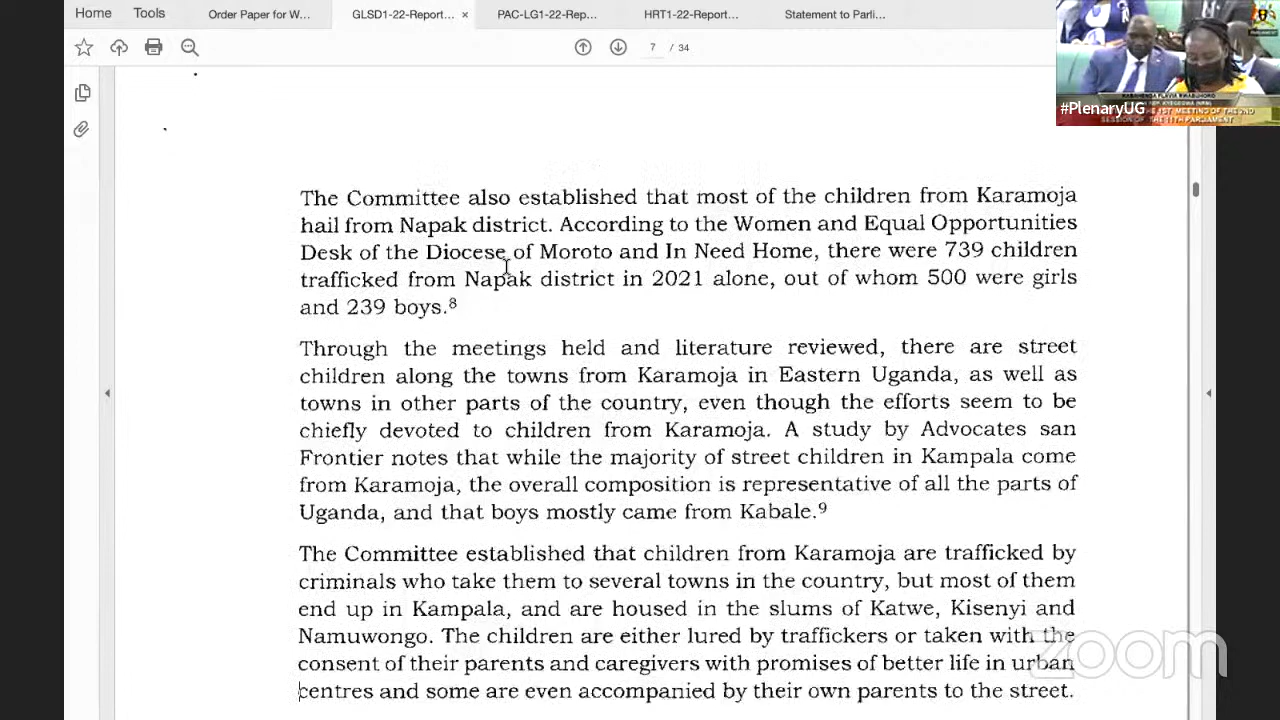 Home Tools Order Paper for W... GLSD1-22-Report... × PAC-LG1-22-Rep... HRT1-22-Report... Statement to Parli...
7 / 34
#PlenaryUG
1ST MEETING OF THE 2ND
SESSION OF THE 11TH PARLIAMENT
The Committee also established that most of the children from Karamoja
hail from Napak district. According to the Women and Equal Opportunities
Desk of the Diocese of Moroto and In Need Home, there were 739 children
trafficked from Napak district in 2021 alone, out of whom 500 were girls
and 239 boys.8
Through the meetings held and literature reviewed, there are street
children along the towns from Karamoja in Eastern Uganda, as well as
towns in other parts of the country, even though the efforts seem to be
chiefly devoted to children from Karamoja. A study by Advocates san
Frontier notes that while the majority of street children in Kampala come
from Karamoja, the overall composition is representative of all the parts of
Uganda, and that boys mostly came from Kabale.9
The Committee established that children from Karamoja are trafficked by
criminals who take them to several towns in the country, but most of them
end up in Kampala, and are housed in the slums of Katwe, Kisenyi and
Namuwongo. The children are either lured by traffickers or taken with the
consent of their parents and caregivers with promises of better life in urban
centres and some are even accompanied by their own parents to the street.
zoom